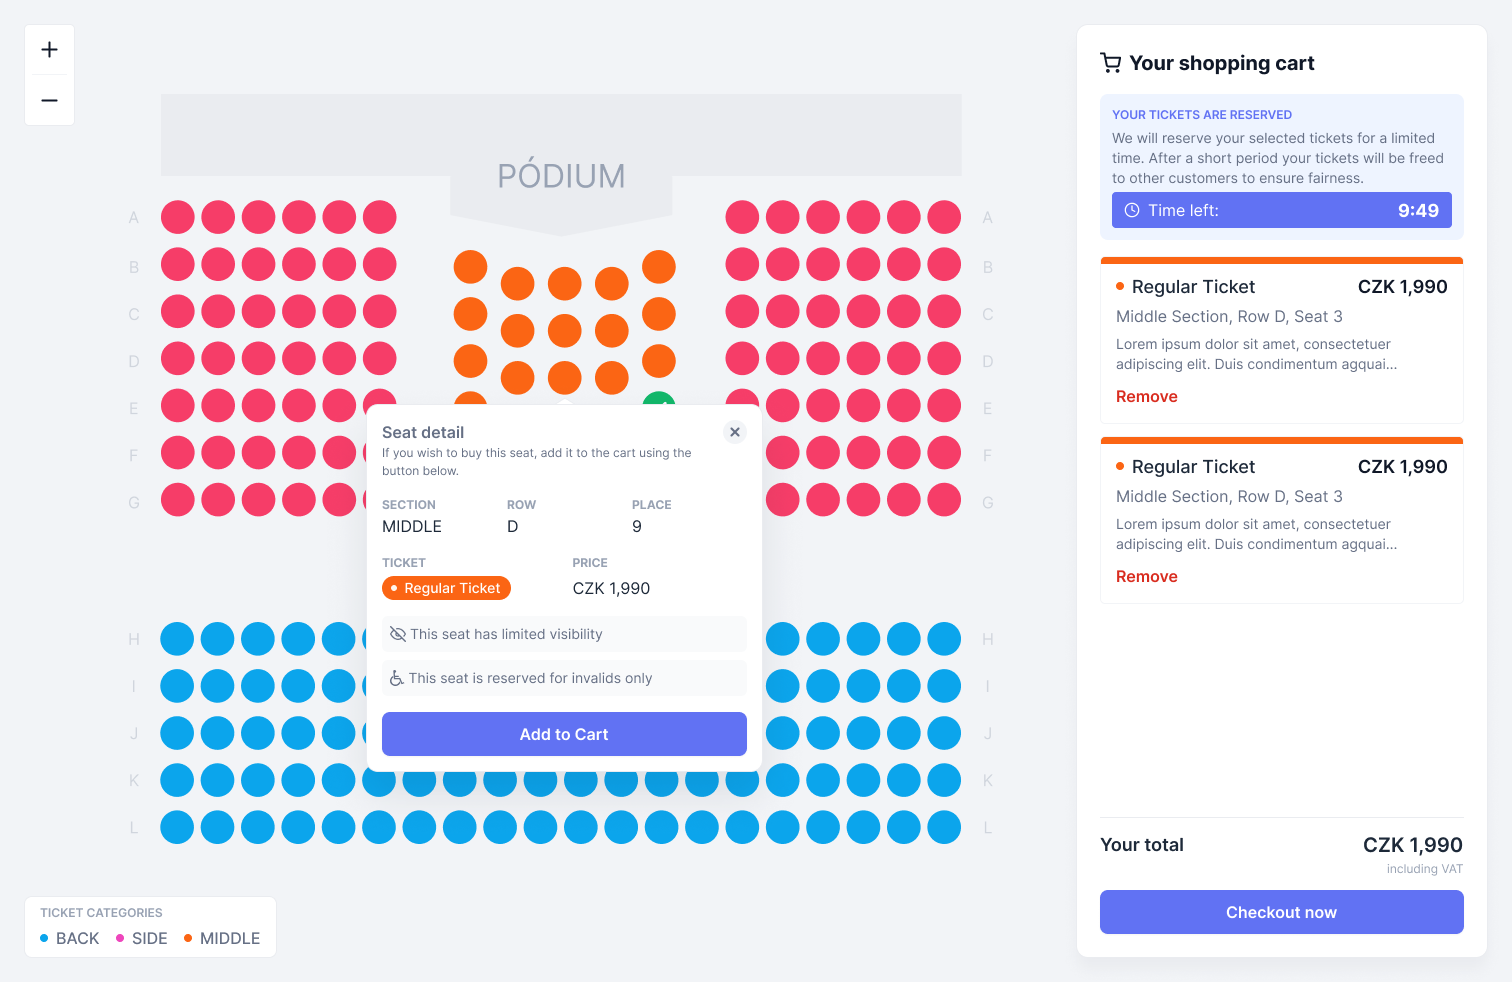 PÓDIUM
A
A
B
B
C
C
D
D
E
E
F
F
G
G
H
H
I
I
J
J
K
K
L
L
Seat detail
If you wish to buy this seat, add it to the cart using the
button below.
SECTION ROW PLACE
MIDDLE D 9
TICKET PRICE
Regular Ticket CZK 1,990
This seat has limited visibility
This seat is reserved for invalids only
Add to Cart
TICKET CATEGORIES
BACK SIDE MIDDLE
Your shopping cart
YOUR TICKETS ARE RESERVED
We will reserve your selected tickets for a limited
time. After a short period your tickets will be freed
to other customers to ensure fairness.
Time left: 9:49
Regular Ticket CZK 1,990
Middle Section, Row D, Seat 3
Lorem ipsum dolor sit amet, consectetuer
adipiscing elit. Duis condimentum agquai...
Remove
Regular Ticket CZK 1,990
Middle Section, Row D, Seat 3
Lorem ipsum dolor sit amet, consectetuer
adipiscing elit. Duis condimentum agquai...
Remove
Your total CZK 1,990
including VAT
Checkout now